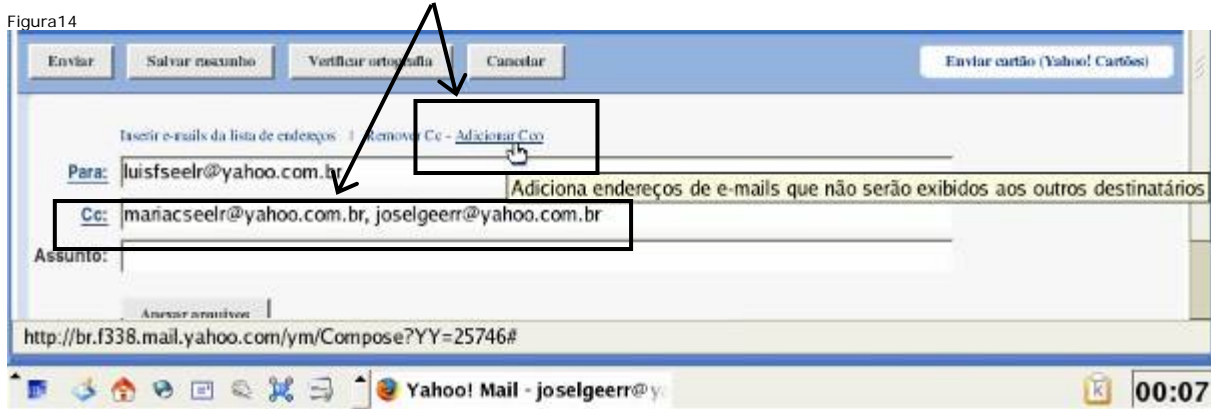 Figura14
Enviar Salvar rascunho Verificar ortografia Cancelar Enviar cartão (Yahoo! Cartões)
Inserir e-mails da lista de endereços | Remover Cc - Adicionar Cco
Para: luisfseelr@yahoo.com.br
Adiciona endereços de e-mails que não serão exibidos aos outros destinatários
Cc: mariacseelr@yahoo.com.br, joselgeerr@yahoo.com.br
Assunto:
Anexar arquivos
http://br.f338.mail.yahoo.com/ym/Compose?YY=25746#
Yahoo! Mail - joselgeerr@y 00:07